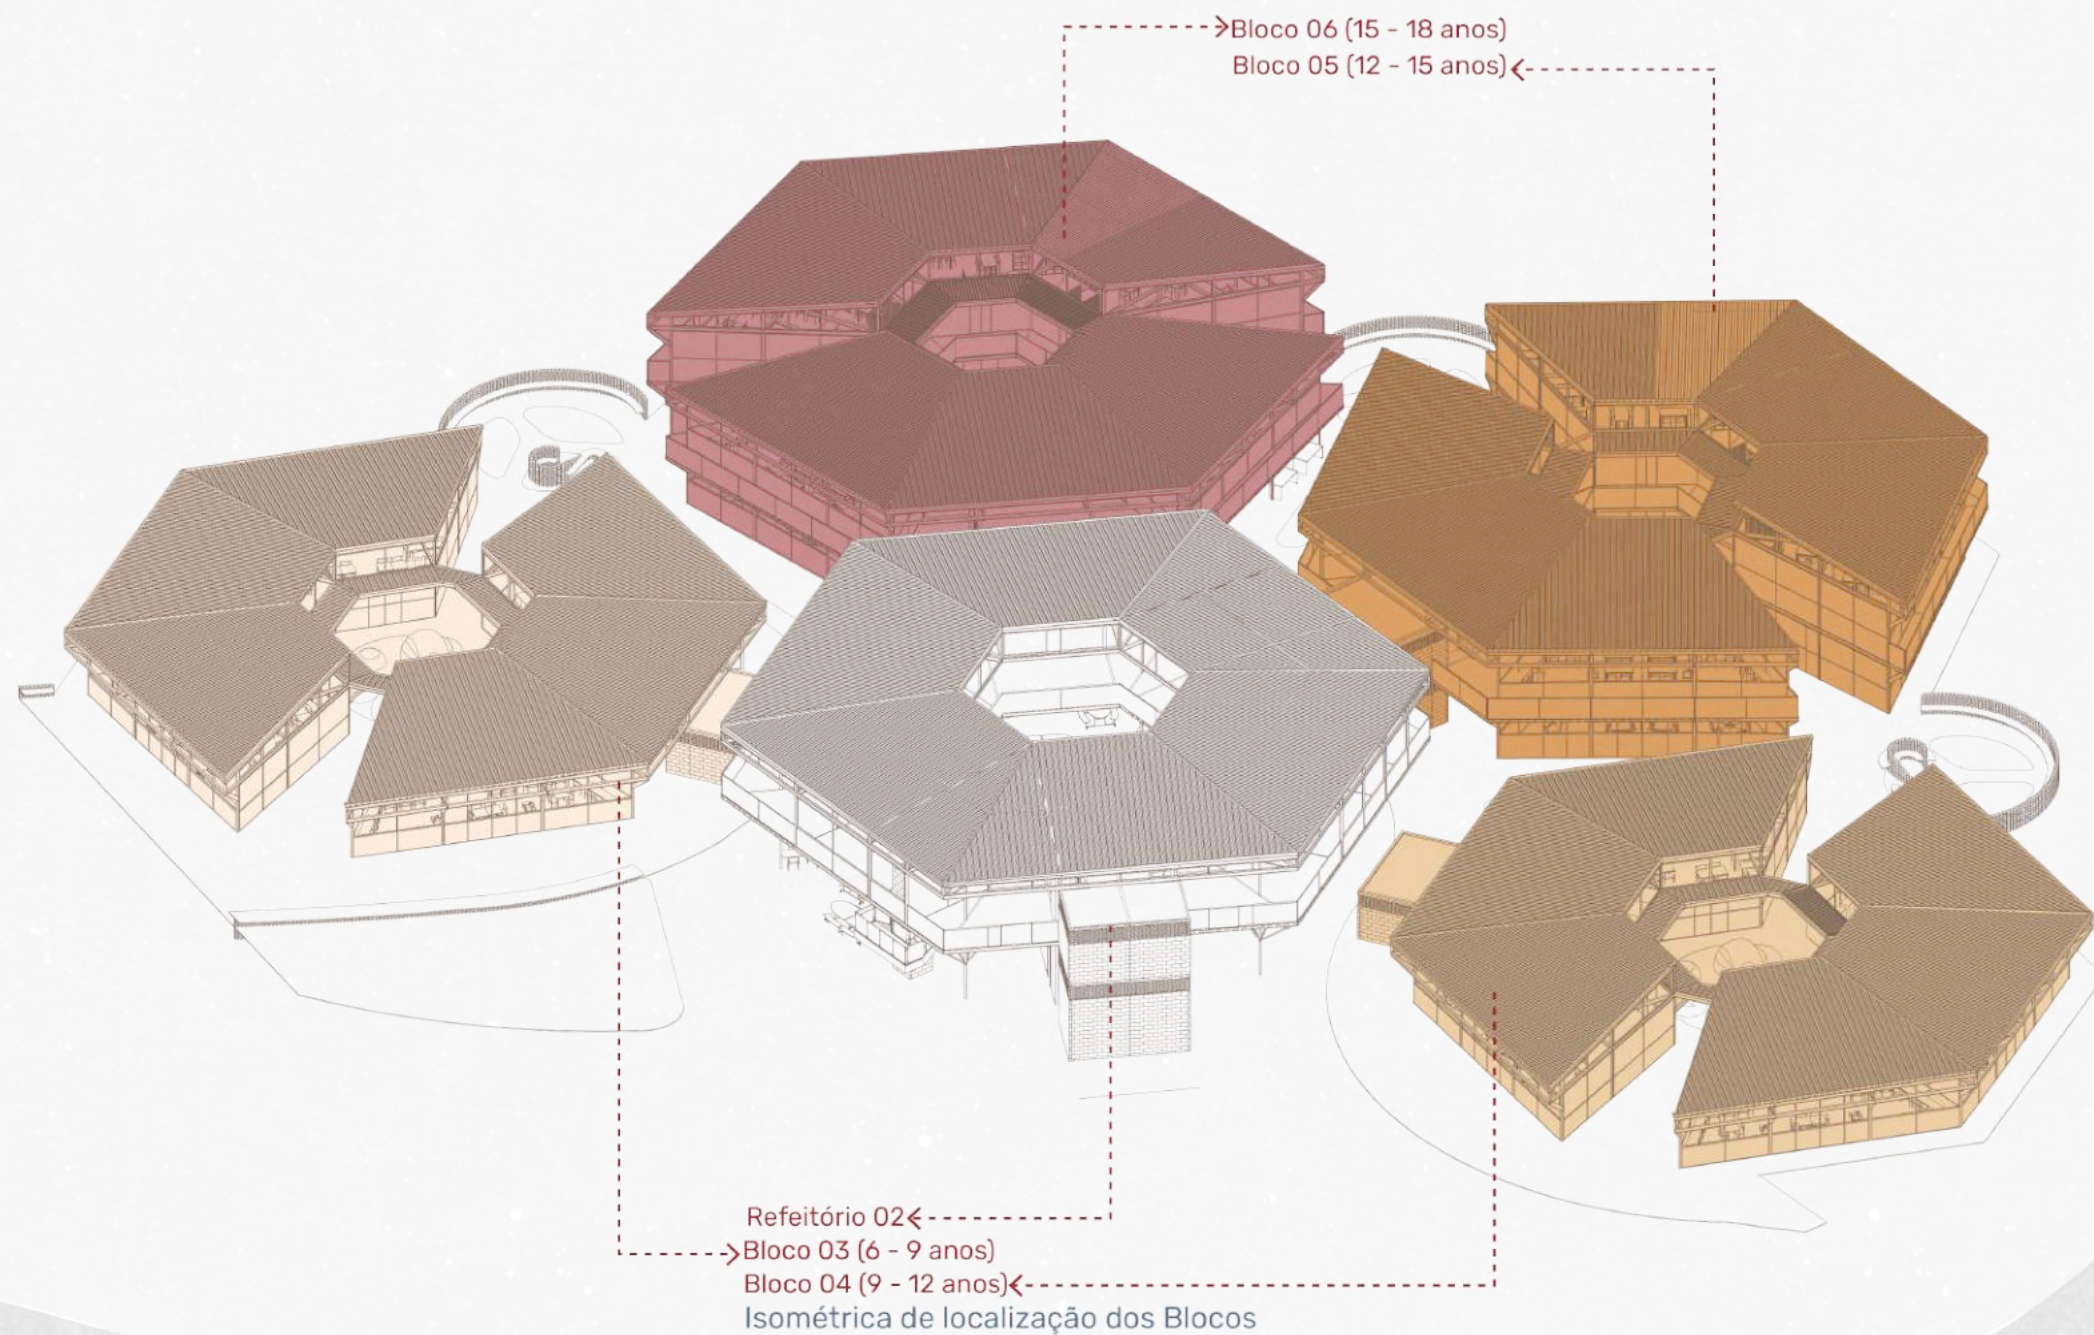 Bloco 06 (15 - 18 anos)
Bloco 05 (12 - 15 anos)
Refeitório 02
Bloco 03 (6 - 9 anos)
Bloco 04 (9 - 12 anos)
Isométrica de localização dos Blocos